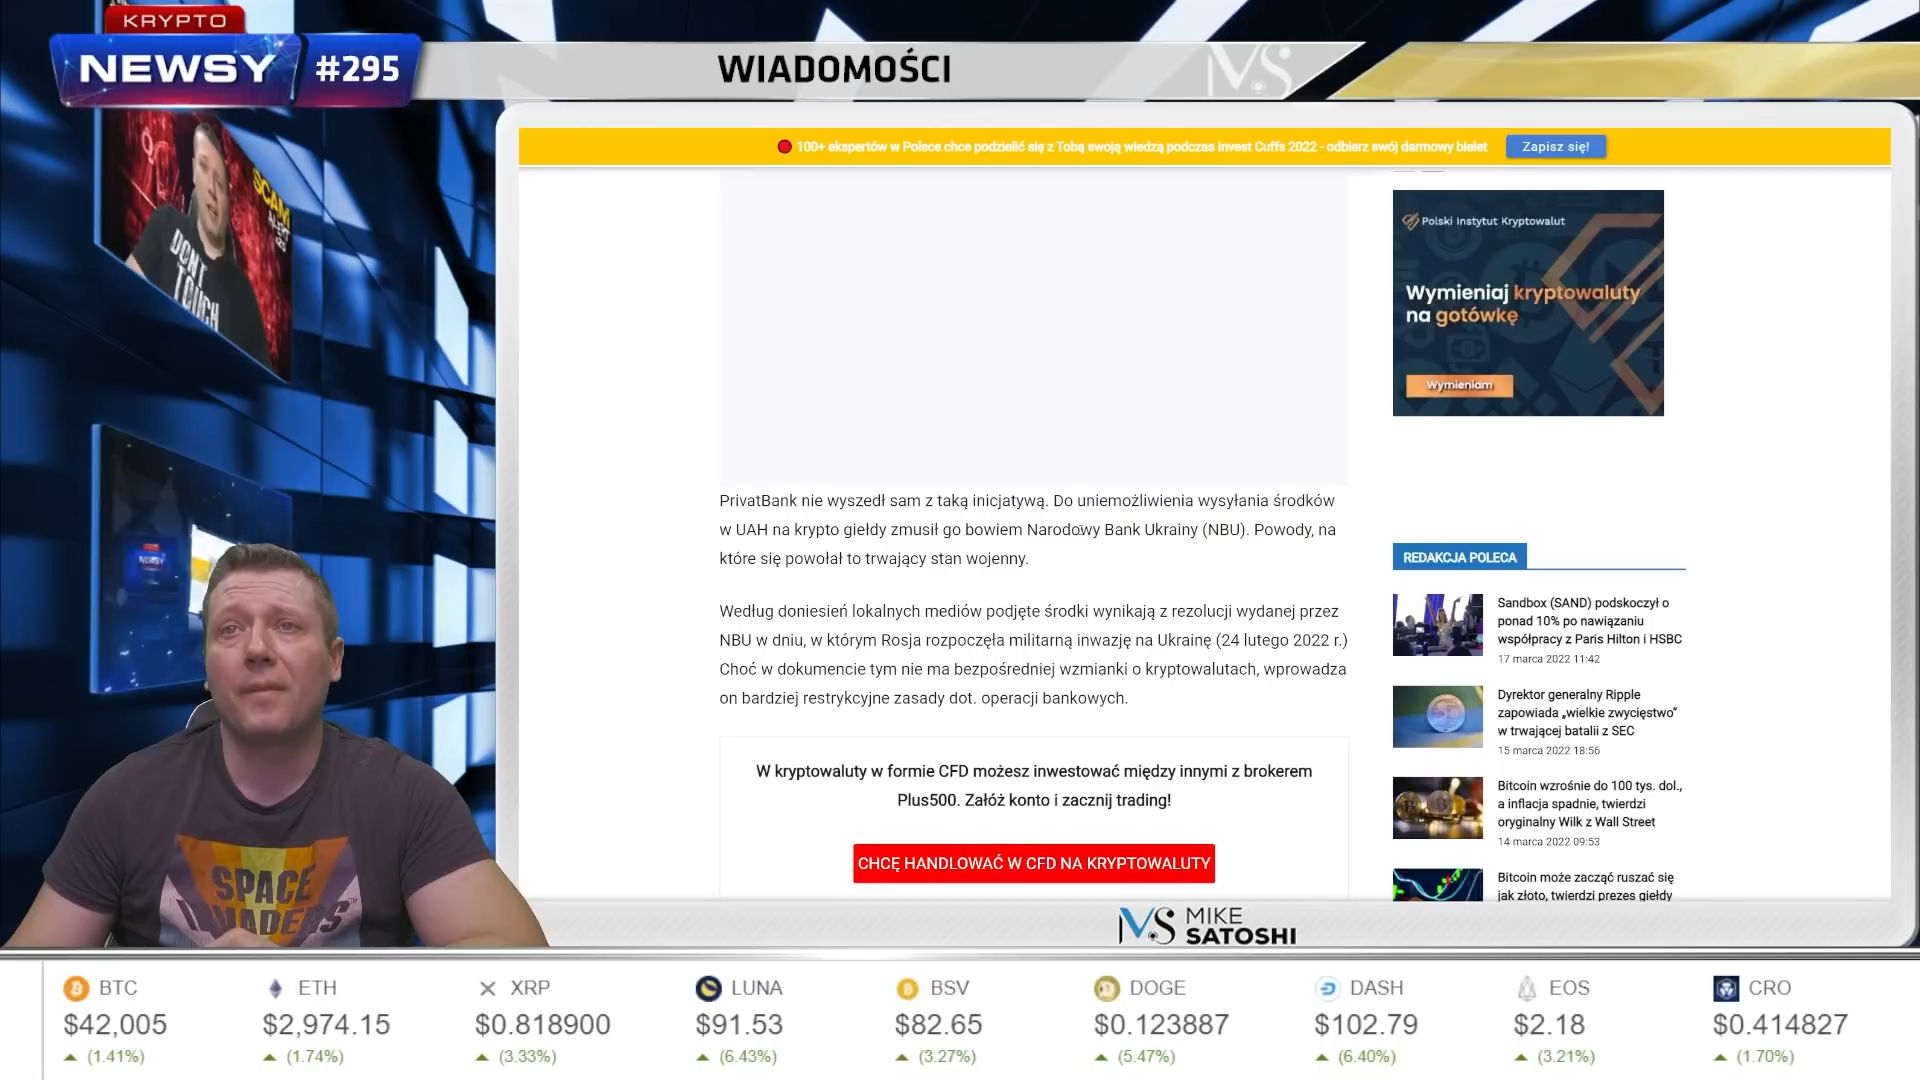 KRYPTO
NEWSY
#295
WIADOMOŚCI
MS
SCAM
ALERT
DON'T
TOUCH
100+ ekspertów w Polsce chce podzielić się z Tobą swoją wiedzą podczas Invest Cuffs 2022 - odbierz swój darmowy bilet
Zapisz się!
Polski Instytut Kryptowalut
Wymieniaj kryptowaluty
na gotówkę
Wymieniam
PrivatBank nie wyszedł sam z taką inicjatywą. Do uniemożliwienia wysyłania środków
w UAH na krypto giełdy zmusił go bowiem Narodowy Bank Ukrainy (NBU). Powody, na
które się powołał to trwający stan wojenny.
Według doniesień lokalnych mediów podjęte środki wynikają z rezolucji wydanej przez
NBU w dniu, w którym Rosja rozpoczęła militarną inwazję na Ukrainę (24 lutego 2022 r.)
Choć w dokumencie tym nie ma bezpośredniej wzmianki o kryptowalutach, wprowadza
on bardziej restrykcyjne zasady dot. operacji bankowych.
W kryptowaluty w formie CFD możesz inwestować między innymi z brokerem
Plus500. Załóż konto i zacznij trading!
CHCĘ HANDLOWAĆ W CFD NA KRYPTOWALUTY
REDAKCJA POLECA
Sandbox (SAND) podskoczył o
ponad 10% po nawiązaniu
współpracy z Paris Hilton i HSBC
17 marca 2022 11:42
Dyrektor generalny Ripple
zapowiada „wielkie zwycięstwo”
w trwającej batalii z SEC
15 marca 2022 18:56
Bitcoin wzrośnie do 100 tys. dol.,
a inflacja spadnie, twierdzi
oryginalny Wilk z Wall Street
14 marca 2022 09:53
Bitcoin może zacząć ruszać się
jak złoto, twierdzi prezes giełdy
NEWSY
SPACE
INVADERS™
MS MIKE
SATOSHI
BTC
$42,005
(1.41%)
ETH
$2,974.15
(1.74%)
XRP
$0.818900
(3.33%)
LUNA
$91.53
(6.43%)
BSV
$82.65
(3.27%)
DOGE
$0.123887
(5.47%)
DASH
$102.79
(6.40%)
EOS
$2.18
(3.21%)
CRO
$0.414827
(1.70%)